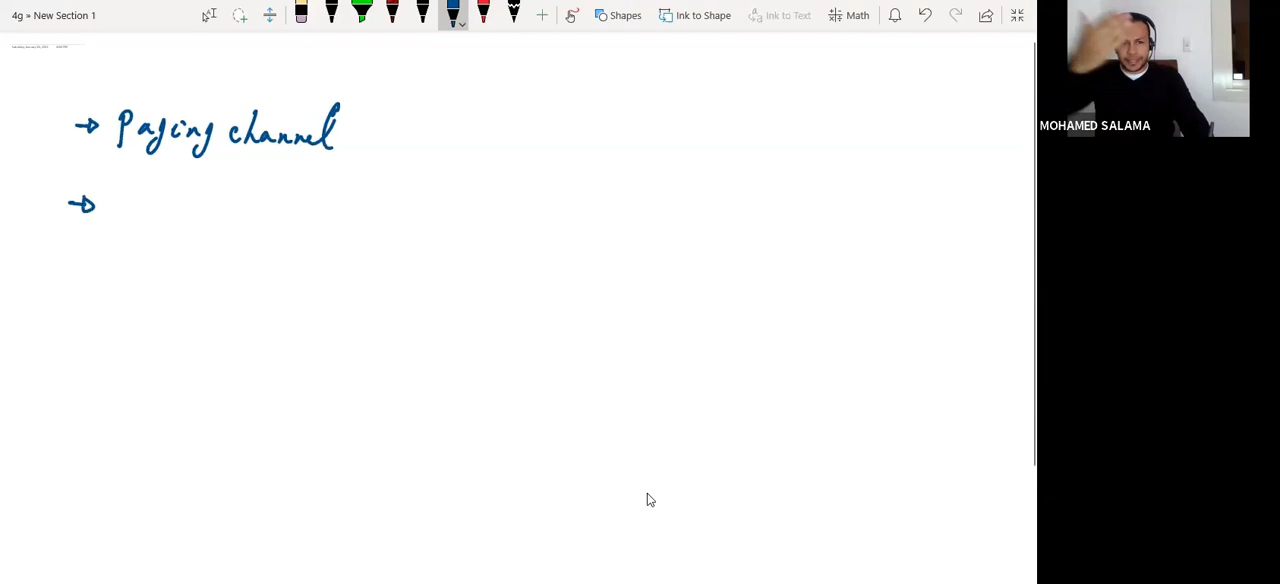 4g » New Section 1
Shapes
Ink to Shape
Ink to Text
Math
MOHAMED SALAMA
→ Paging channel
→